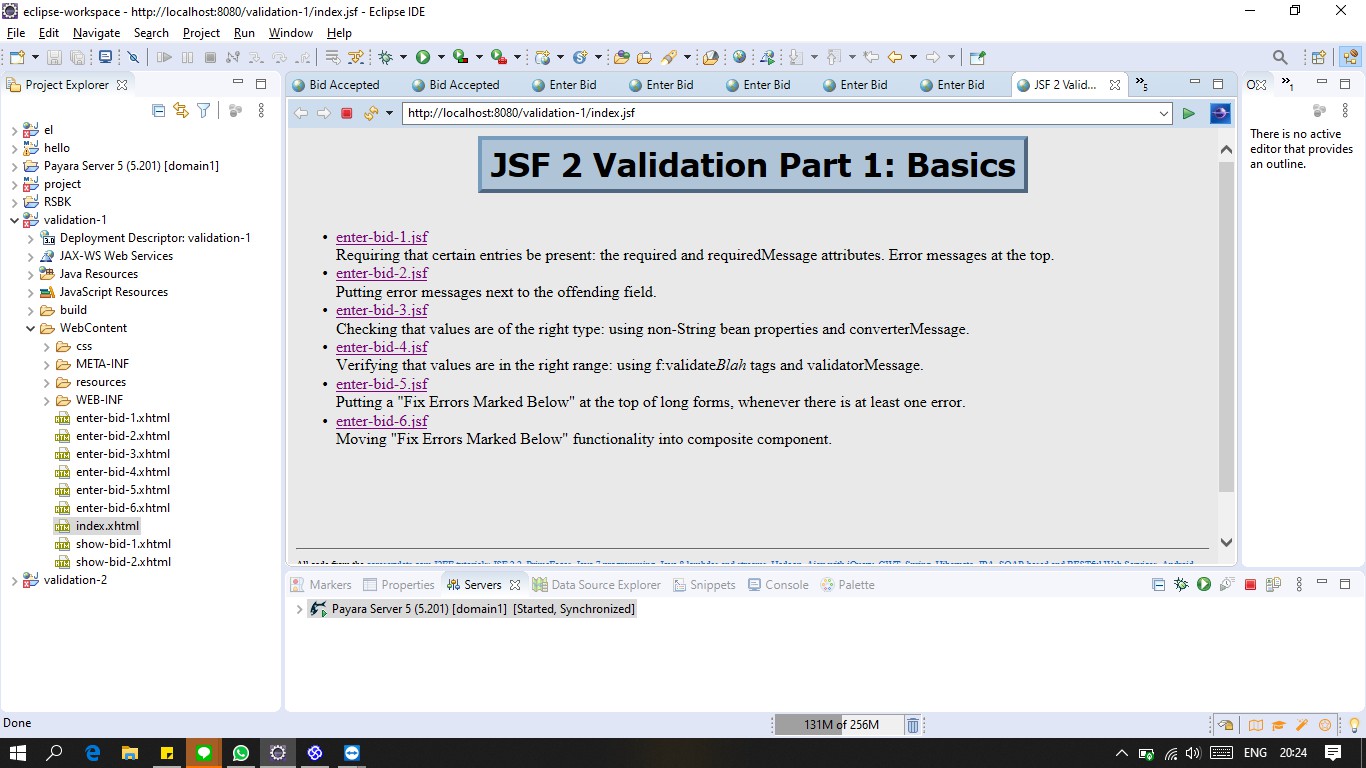 eclipse-workspace - http://localhost:8080/validation-1/index.jsf - Eclipse IDE
File Edit Navigate Search Project Run Window Help
Project Explorer
el
hello
Payara Server 5 (5.201) [domain1]
project
RSBK
validation-1
Deployment Descriptor: validation-1
JAX-WS Web Services
Java Resources
JavaScript Resources
build
WebContent
css
META-INF
resources
WEB-INF
enter-bid-1.xhtml
enter-bid-2.xhtml
enter-bid-3.xhtml
enter-bid-4.xhtml
enter-bid-5.xhtml
enter-bid-6.xhtml
index.xhtml
show-bid-1.xhtml
show-bid-2.xhtml
validation-2
Bid Accepted Bid Accepted Enter Bid Enter Bid Enter Bid Enter Bid Enter Bid JSF 2 Valid... »5
http://localhost:8080/validation-1/index.jsf
JSF 2 Validation Part 1: Basics
• enter-bid-1.jsf
Requiring that certain entries be present: the required and requiredMessage attributes. Error messages at the top.
• enter-bid-2.jsf
Putting error messages next to the offending field.
• enter-bid-3.jsf
Checking that values are of the right type: using non-String bean properties and converterMessage.
• enter-bid-4.jsf
Verifying that values are in the right range: using f:validateBlah tags and validatorMessage.
• enter-bid-5.jsf
Putting a "Fix Errors Marked Below" at the top of long forms, whenever there is at least one error.
• enter-bid-6.jsf
Moving "Fix Errors Marked Below" functionality into composite component.
O »1
There is no active
editor that provides
an outline.
Markers Properties Servers Data Source Explorer Snippets Console Palette
Payara Server 5 (5.201) [domain1] [Started, Synchronized]
Done
131M of 256M
ENG 20:24